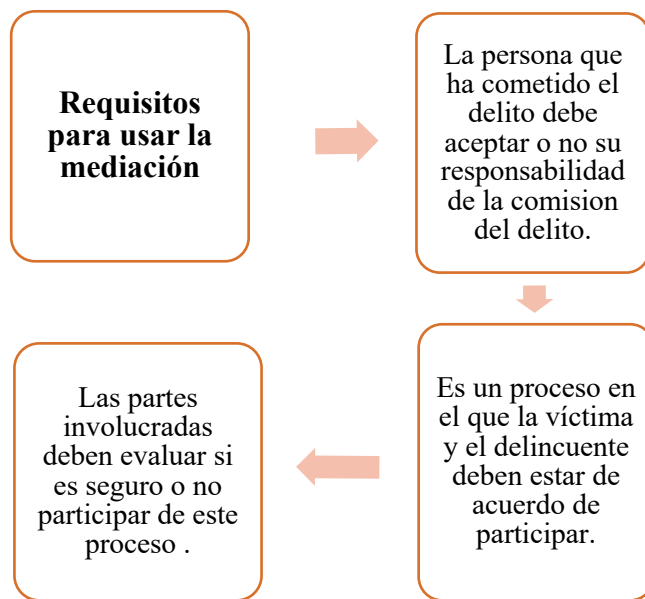 Requisitos
para usar la
mediación
La persona que
ha cometido el
delito debe
aceptar o no su
responsabilidad
de la comision
del delito.
Es un proceso en
el que la víctima
y el delincuente
deben estar de
acuerdo de
participar.
Las partes
involucradas
deben evaluar si
es seguro o no
participar de este
proceso .